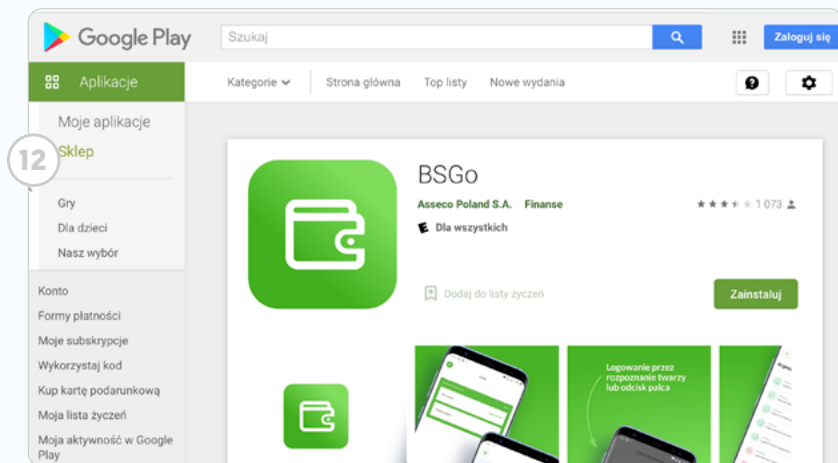 Google Play
Szukaj
Zaloguj się
Aplikacje
Kategorie
Strona główna
Top listy
Nowe wydania
Moje aplikacje
12
Sklep
Gry
Dla dzieci
Nasz wybór
Konto
Formy płatności
Moje subskrypcje
Wykorzystaj kod
Kup kartę podarunkową
Moja lista życzeń
Moja aktywność w Google
Play
BSGo
Asseco Poland S.A. Finanse
1 073
E Dla wszystkich
Dodaj do listy życzeń
Zainstaluj
Logowanie przez
rozpoznanie twarzy
lub odcisk palca